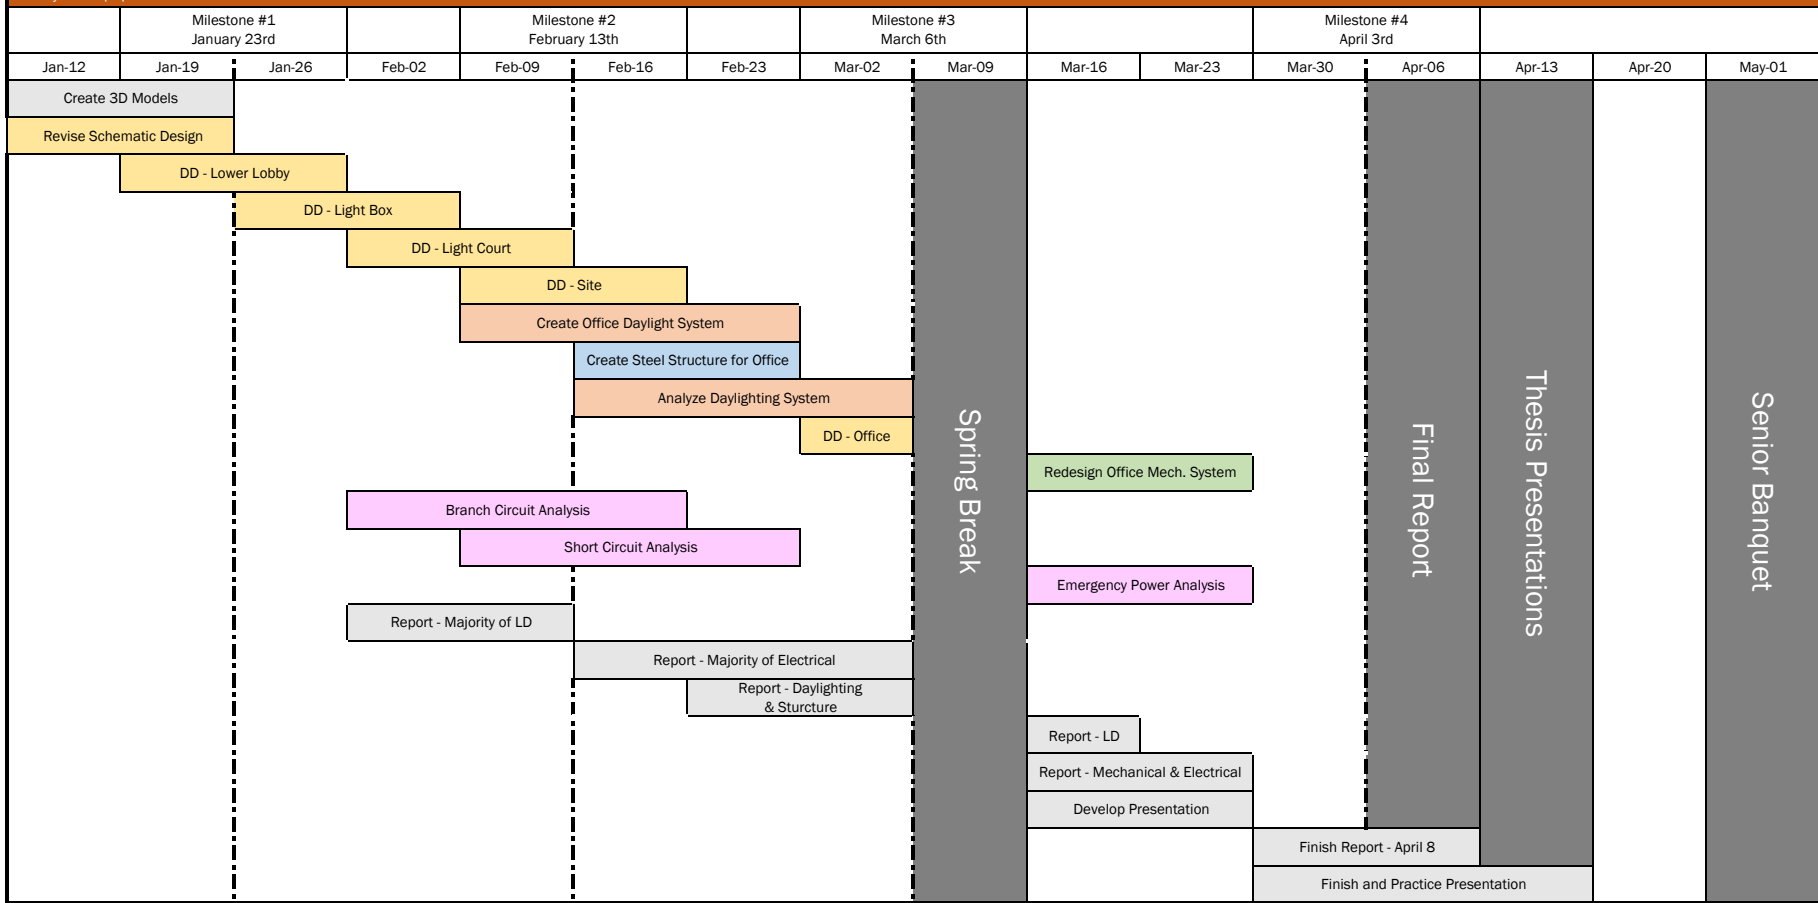 Milestone #1
January 23rd
Milestone #2
February 13th
Milestone #3
March 6th
Milestone #4
April 3rd
Jan-12 Jan-19 Jan-26 Feb-02 Feb-09 Feb-16 Feb-23 Mar-02 Mar-09 Mar-16 Mar-23 Mar-30 Apr-06 Apr-13 Apr-20 May-01
Create 3D Models
Revise Schematic Design
DD - Lower Lobby
DD - Light Box
DD - Light Court
DD - Site
Create Office Daylight System
Create Steel Structure for Office
Analyze Daylighting System
DD - Office
Redesign Office Mech. System
Branch Circuit Analysis
Short Circuit Analysis
Emergency Power Analysis
Report - Majority of LD
Report - Majority of Electrical
Report - Daylighting
& Sturcture
Report - LD
Report - Mechanical & Electrical
Develop Presentation
Finish Report - April 8
Finish and Practice Presentation
Spring Break
Final Report
Thesis Presentations
Senior Banquet